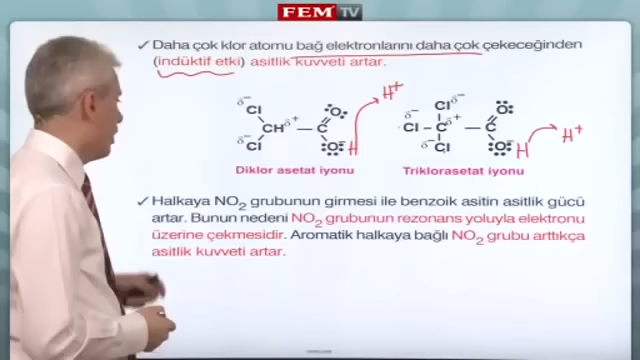 FEM TV
✓ Daha çok klor atomu bağ elektronlarını daha çok çekeceğinden
(indüktif etki) asitlik kuvveti artar.
H+
H+
δ− Cl
δ− Cl
CHδ+ — C
O
O−
H
Cl δ−
δ− Cl – C δ+ — C
δ− Cl
O
O−
H
Diklor asetat iyonu
Triklorasetat iyonu
✓ Halkaya NO2 grubunun girmesi ile benzoik asitin asitlik gücü
artar. Bunun nedeni NO2 grubunun rezonans yoluyla elektronu
üzerine çekmesidir. Aromatik halkaya bağlı NO2 grubu arttıkça
asitlik kuvveti artar.